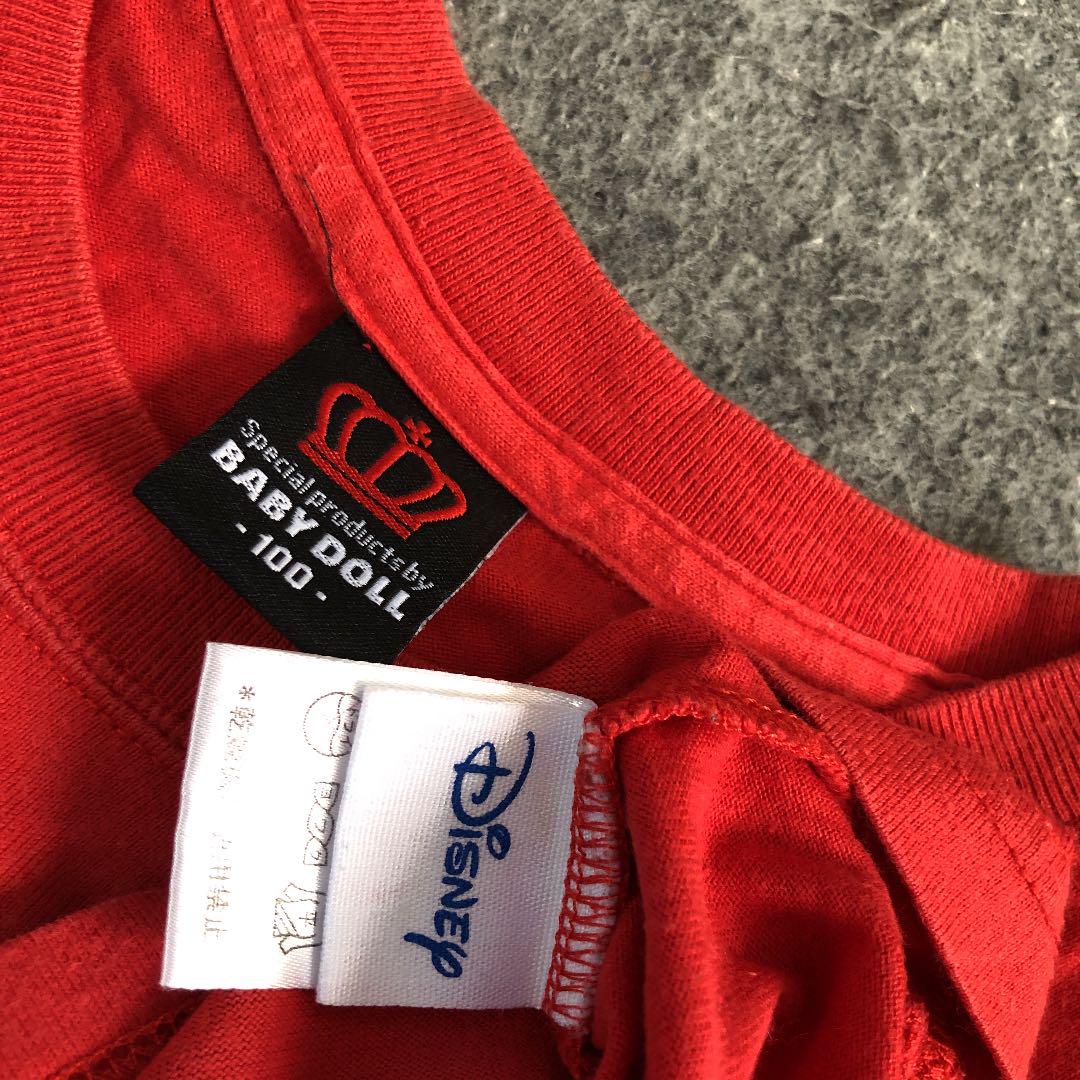 Special products by
BABY DOLL
- 100 -
Disney